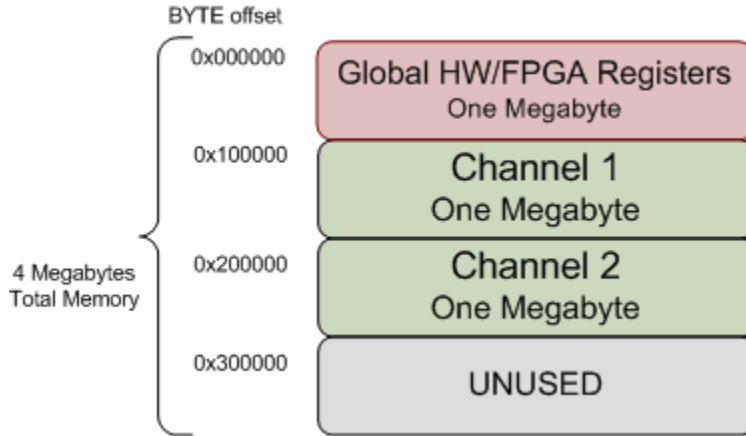 BYTE offset
0x000000
Global HW/FPGA Registers
One Megabyte
0x100000
Channel 1
One Megabyte
4 Megabytes
Total Memory
0x200000
Channel 2
One Megabyte
0x300000
UNUSED